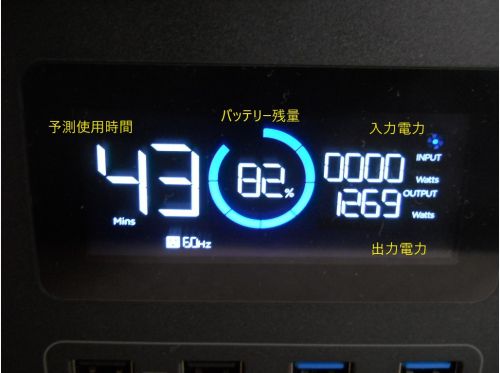 バッテリー残量
予測使用時間
入力電力
43
Mins
82%
0000
INPUT
Watts
1269
OUTPUT
Watts
60Hz
出力電力